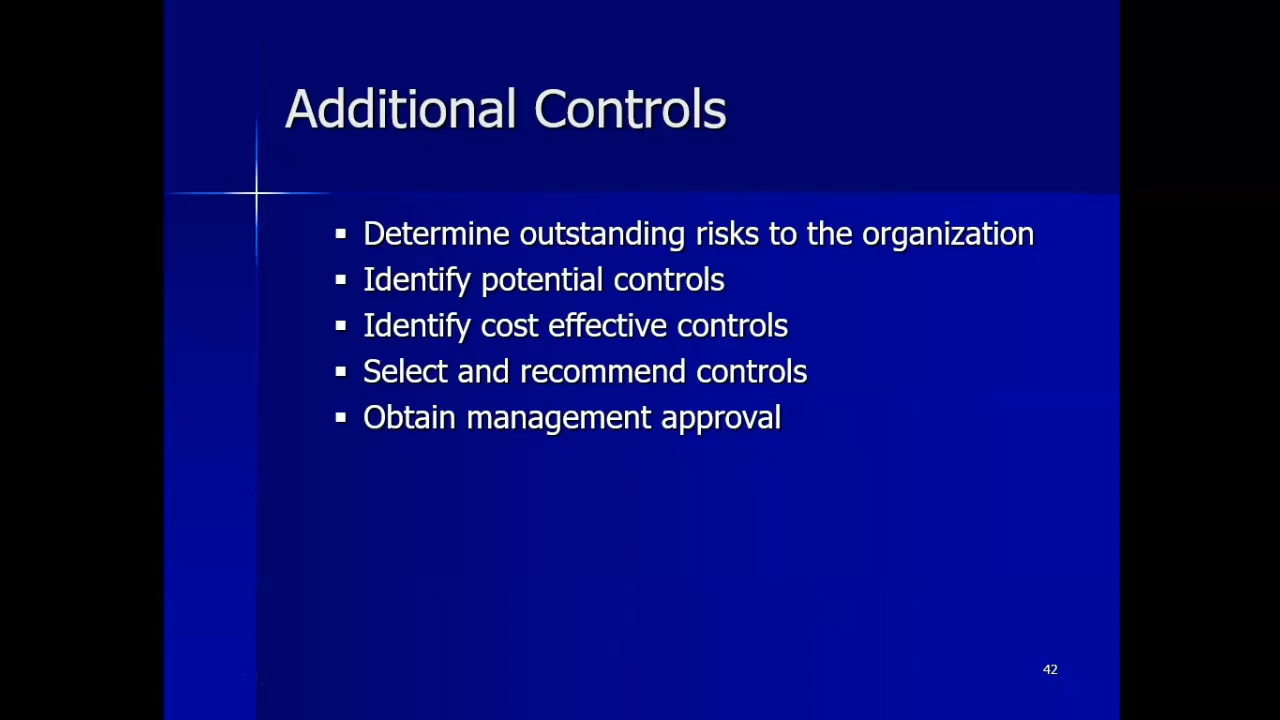 Additional Controls
▪ Determine outstanding risks to the organization
▪ Identify potential controls
▪ Identify cost effective controls
▪ Select and recommend controls
▪ Obtain management approval
42